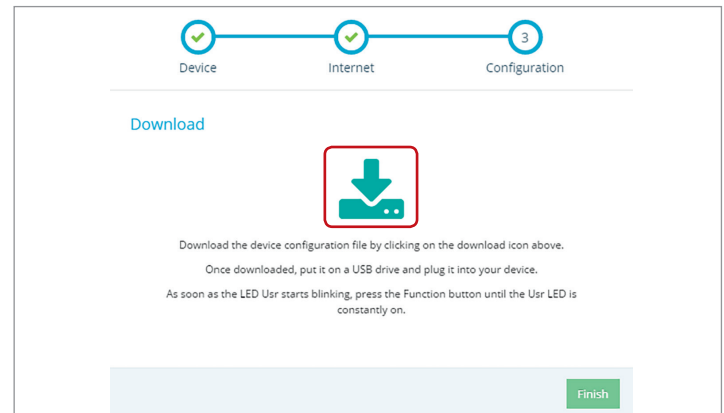 3
Device
Internet
Configuration
Download
Download the device configuration file by clicking on the download icon above.
Once downloaded, put it on a USB drive and plug it into your device.
As soon as the LED Usr starts blinking, press the Function button until the Usr LED is
constantly on.
Finish